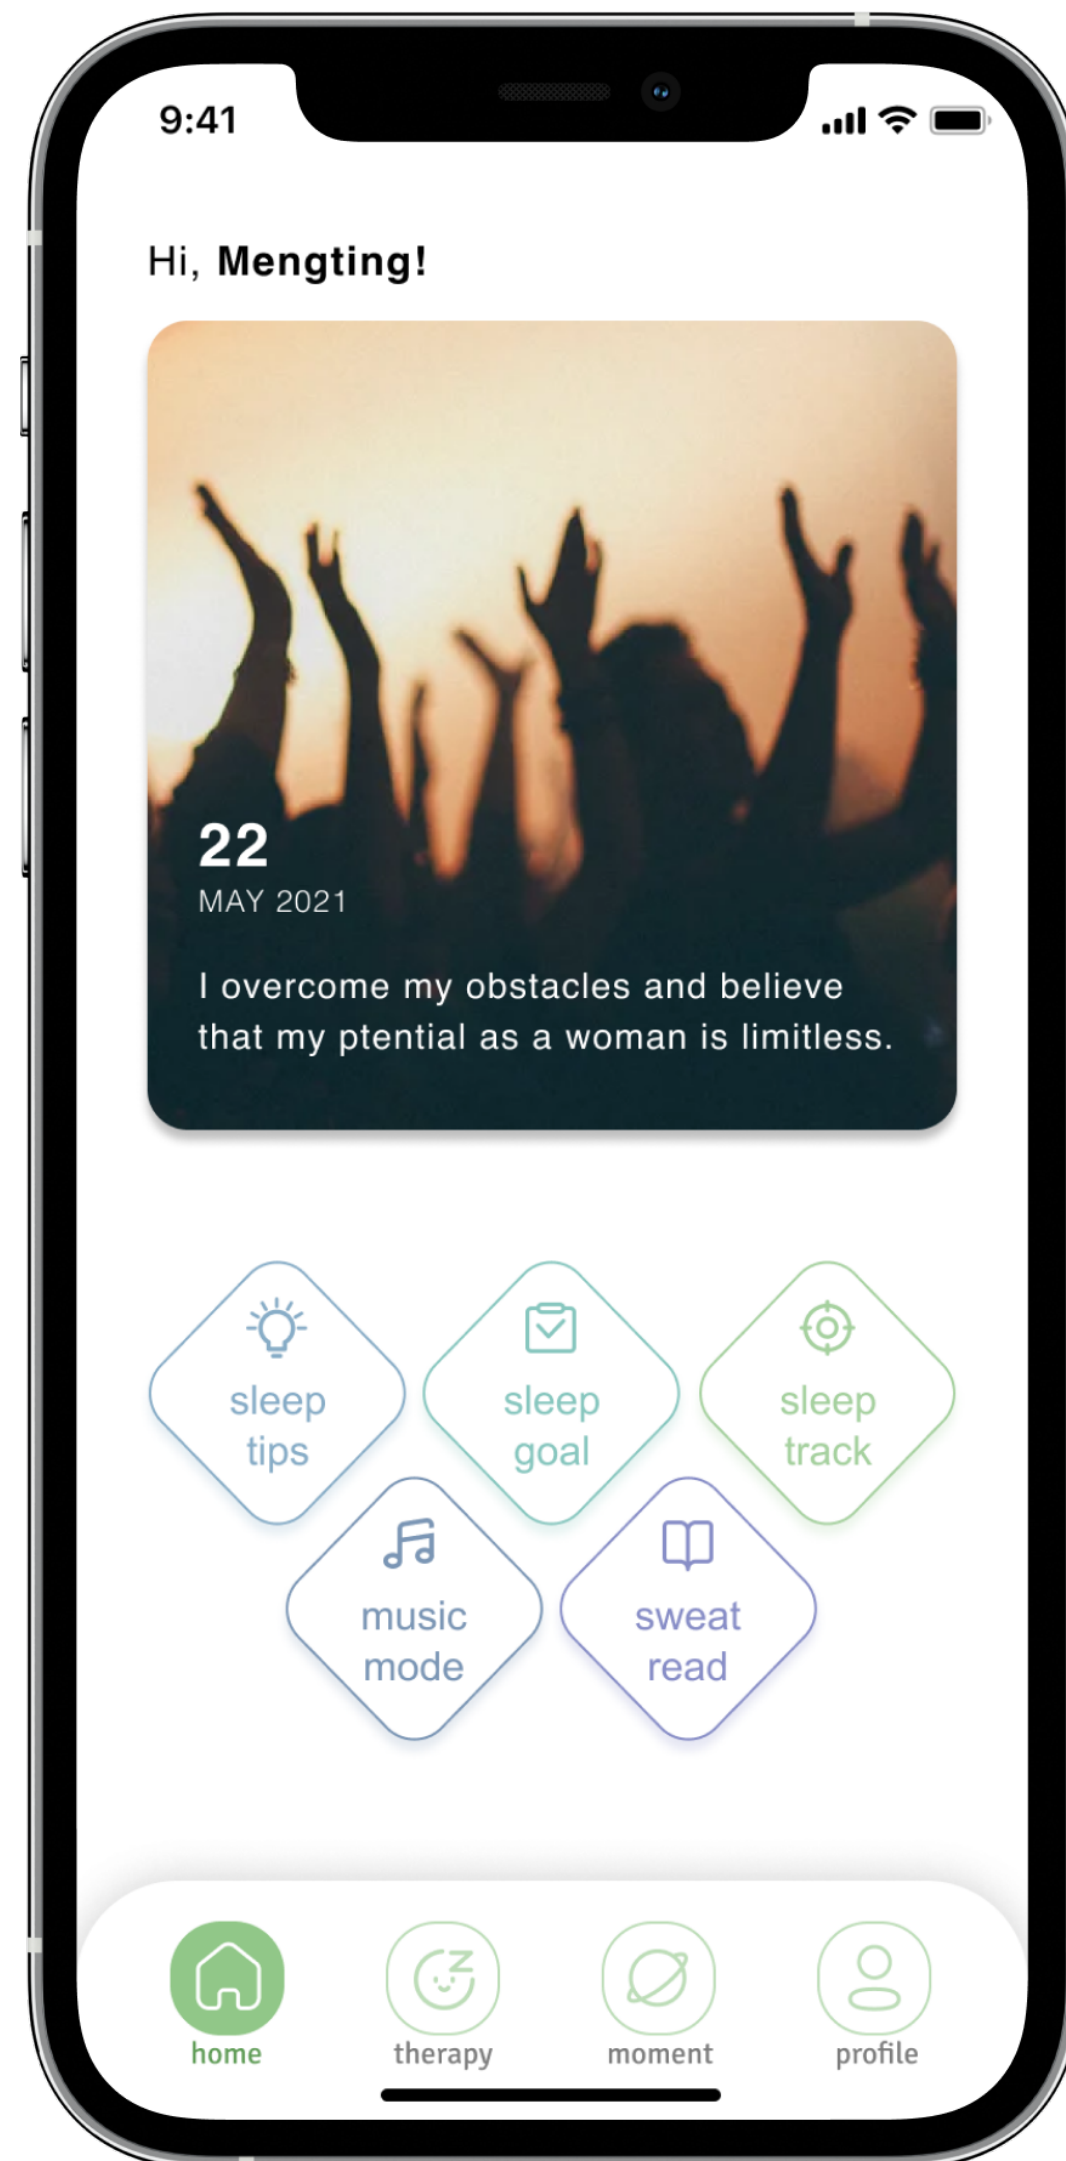 9:41
Hi, Mengting!
22
MAY 2021
I overcome my obstacles and believe
that my ptential as a woman is limitless.
sleep
tips
sleep
goal
sleep
track
music
mode
sweat
read
home
therapy
moment
profile